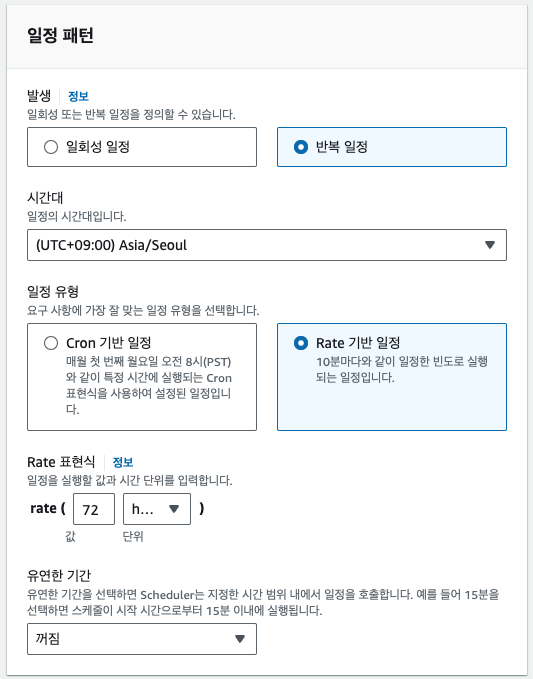 일정 패턴
발생 정보
일회성 또는 반복 일정을 정의할 수 있습니다.
일회성 일정
반복 일정
시간대
일정의 시간대입니다.
(UTC+09:00) Asia/Seoul
일정 유형
요구 사항에 가장 잘 맞는 일정 유형을 선택합니다.
Cron 기반 일정
매월 첫 번째 월요일 오전 8시(PST)
와 같이 특정 시간에 실행되는 Cron
표현식을 사용하여 설정된 일정입니
다.
Rate 기반 일정
10분마다와 같이 일정한 빈도로 실행
되는 일정입니다.
Rate 표현식 정보
일정을 실행할 값과 시간 단위를 입력합니다.
rate ( 72 h... )
값 단위
유연한 기간
유연한 기간을 선택하면 Scheduler는 지정한 시간 범위 내에서 일정을 호출합니다. 예를 들어 15분을
선택하면 스케줄이 시작 시간으로부터 15분 이내에 실행됩니다.
꺼짐